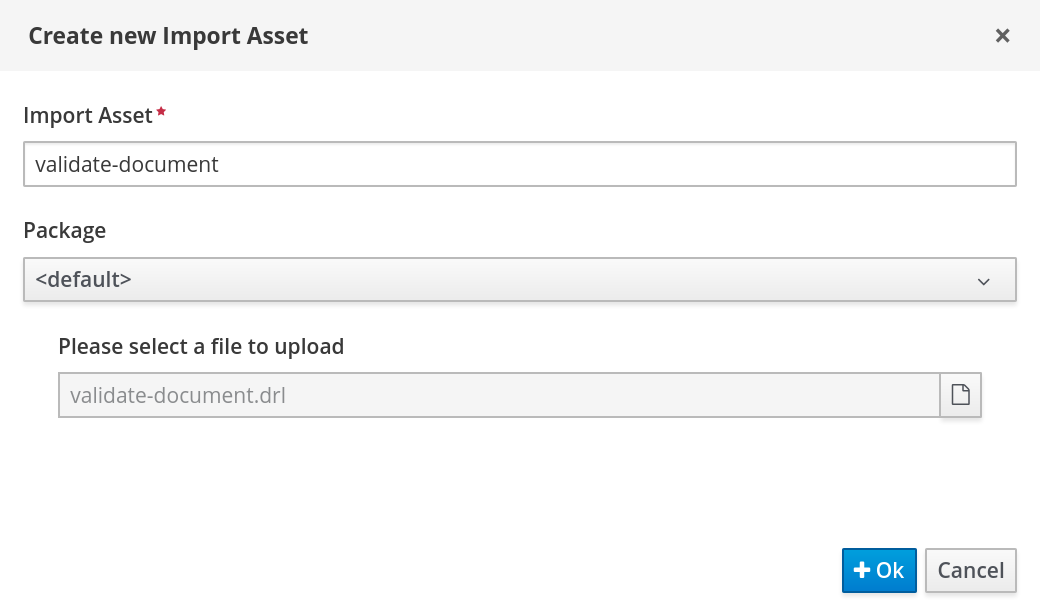 Create new Import Asset
Import Asset*
validate-document
Package
<default>
Please select a file to upload
validate-document.drl
Ok
Cancel